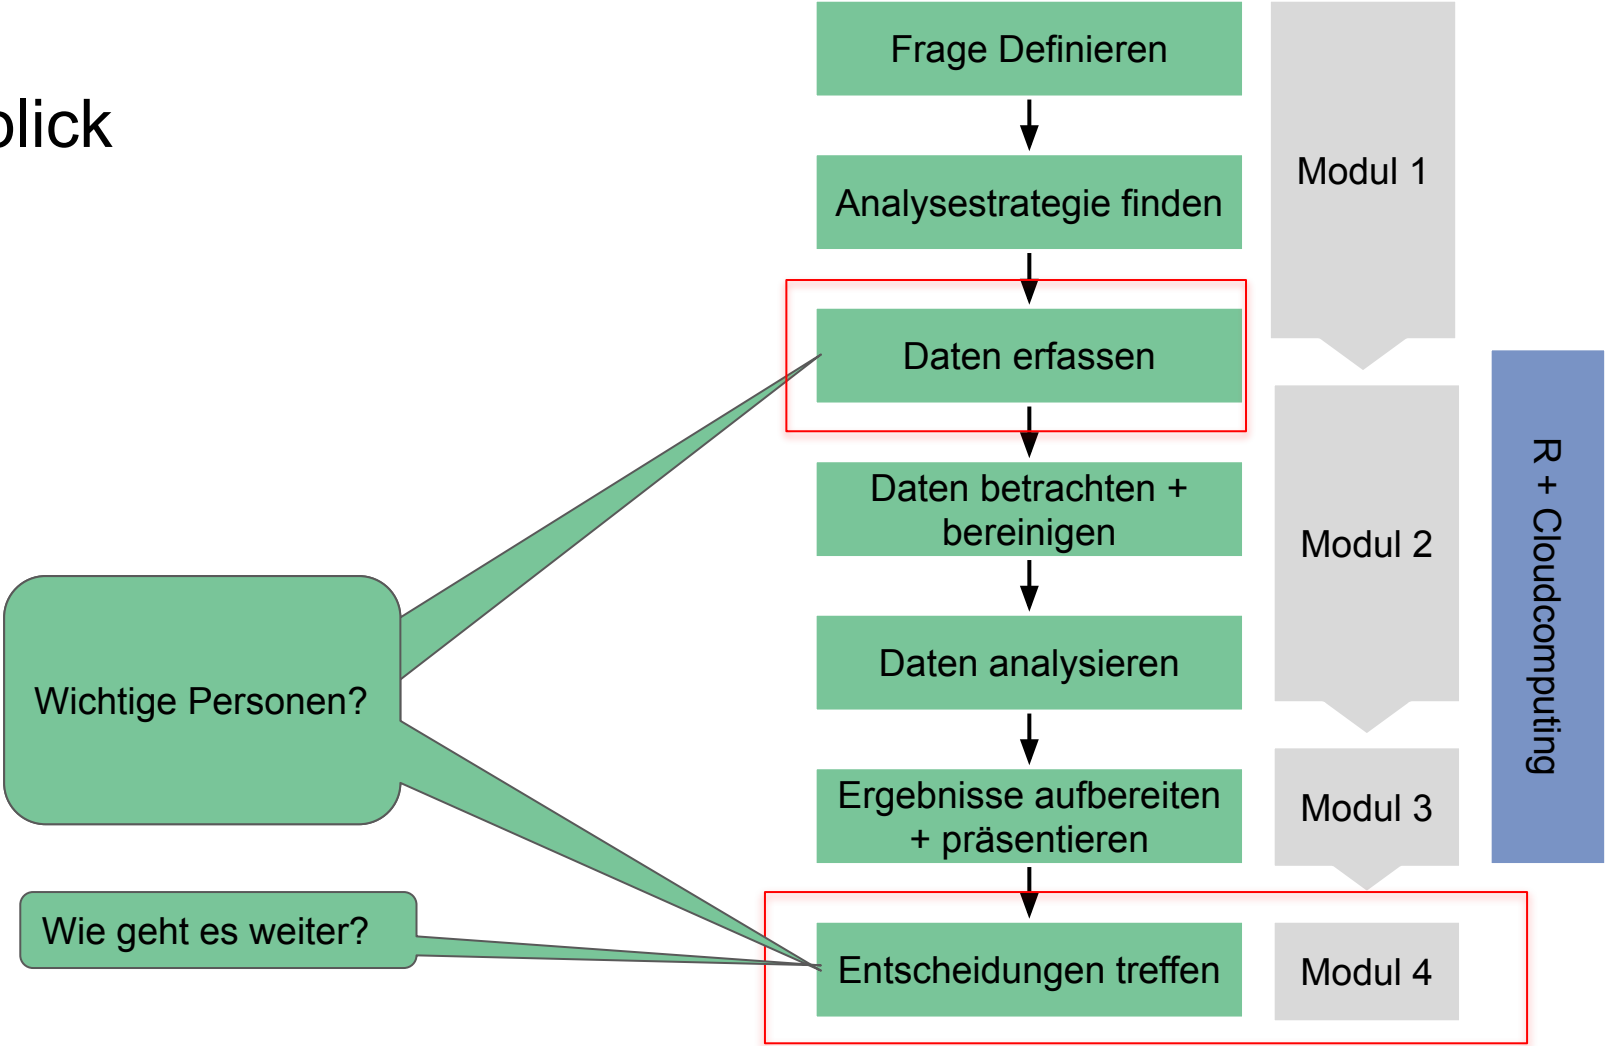 blick
Frage Definieren
Analysestrategie finden
Daten erfassen
Daten betrachten +
bereinigen
Daten analysieren
Ergebnisse aufbereiten
+ präsentieren
Entscheidungen treffen
Modul 1
Modul 2
Modul 3
Modul 4
R + Cloudcomputing
Wichtige Personen?
Wie geht es weiter?